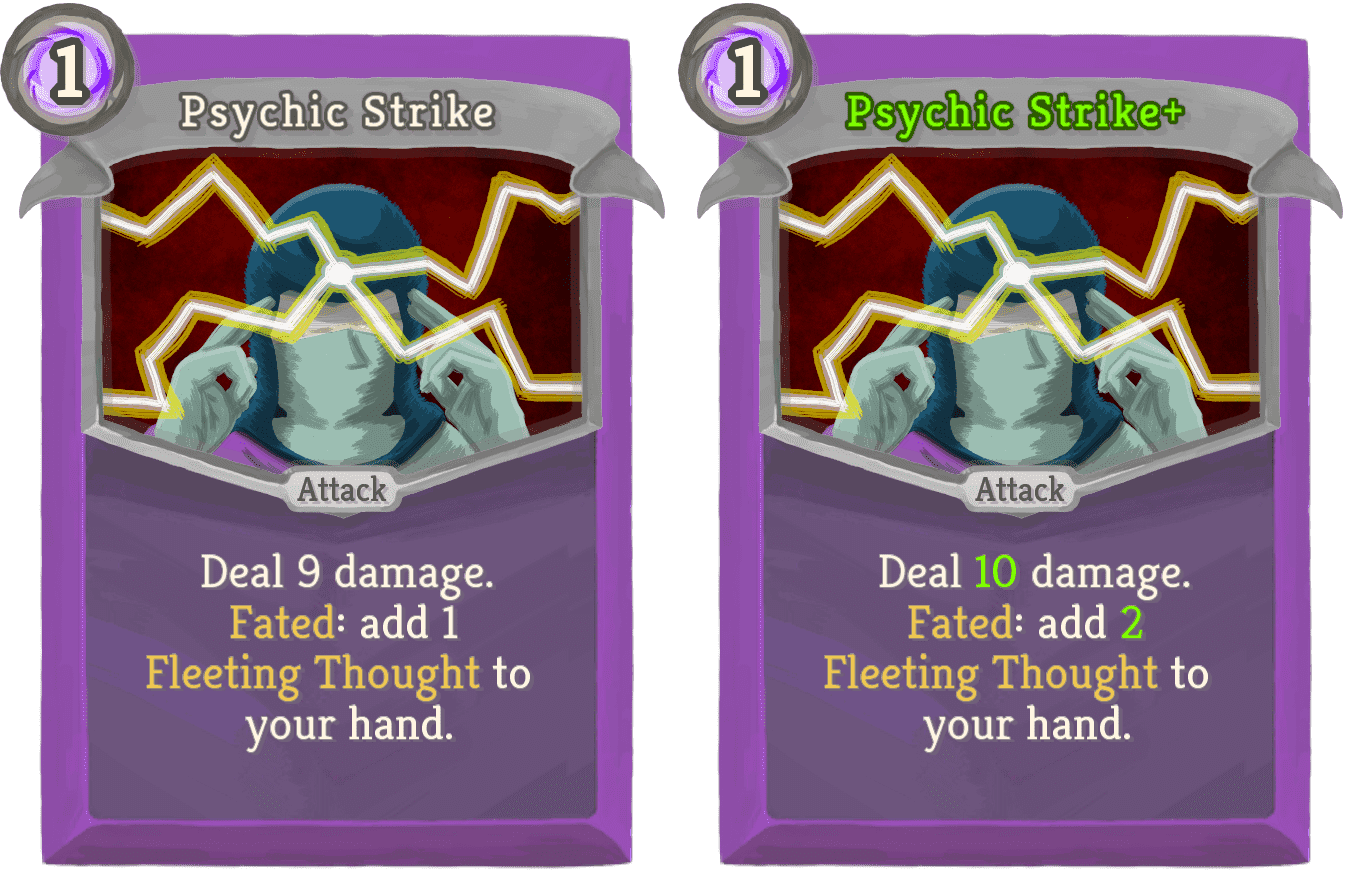 1
Psychic Strike
Attack
Deal 9 damage.
Fated: add 1
Fleeting Thought to
your hand.
1
Psychic Strike+
Attack
Deal 10 damage.
Fated: add 2
Fleeting Thought to
your hand.